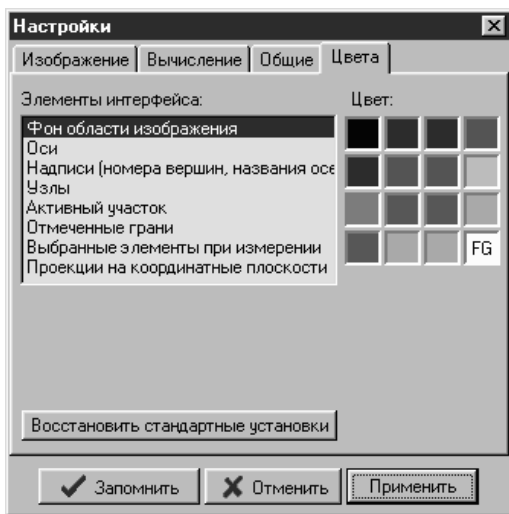 Настройки
Изображение Вычисление Общие Цвета
Элементы интерфейса: Цвет:
Фон области изображения
Оси
Надписи (номера вершин, названия осе
Узлы
Активный участок
Отмеченные грани
Выбранные элементы при измерении
Проекции на координатные плоскости
FG
Восстановить стандартные установки
Запомнить Отменить Применить